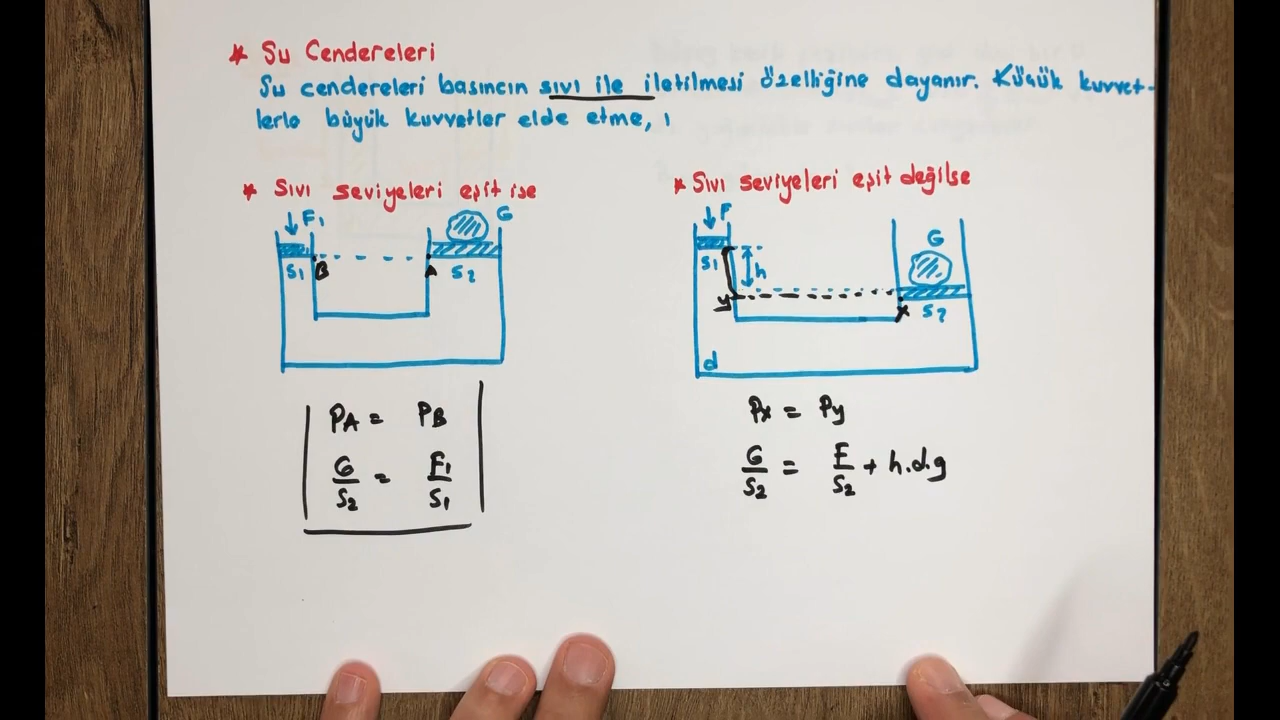 * Su Cendereleri
Su cendereleri basıncın sıvı ile iletilmesi özelliğine dayanır. Küçük kuvvet-
lerle büyük kuvvetler elde etme, ı
* Sıvı seviyeleri eşit ise
F1 G
S1 B A S2
PA = PB
G/S2 = F1/S1
* Sıvı seviyeleri eşit değilse
F
G
S1 h
y x S2
d
Px = Py
G/S2 = F/S2 + h.d.g